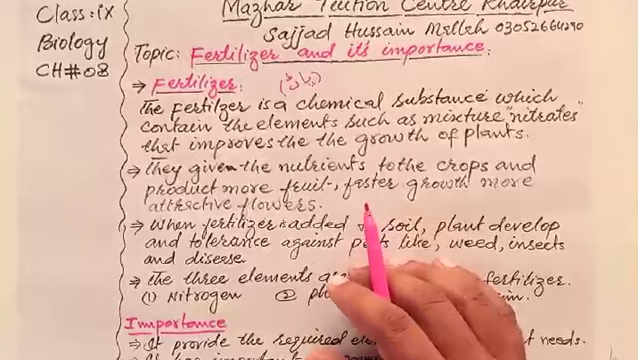 Class: IX
Biology
CH#08
Mazhar Tuition Centre Khairpur
Sajjad Hussain
Topic: Fertilizer and its importance.
→ Fertilizer:
The fertilzer is a chemical substance which
contain the elements such as mixture "nitrates"
that improves the the growth of plants.
→ They given the nutrients to the crops and
product more fruit, faster growth more
attractive flowers.
→ When fertilizer is added soil, plant develop
and tolerance against pests like, weed, insects
and disease.
→ The three elements fertilizer.
(1) Nitrogen (2)
Importance
→ It provide the required needs.